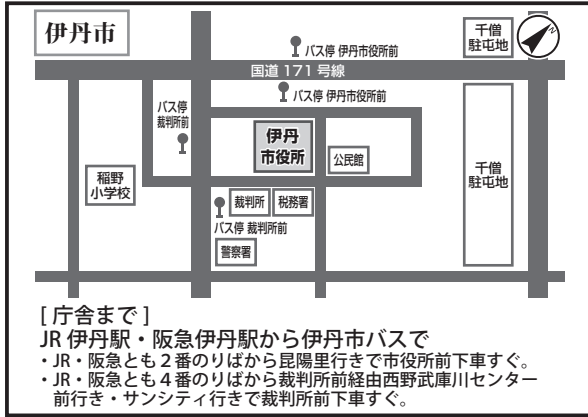 伊丹市
千僧
駐屯地
N
バス停 伊丹市役所前
国道 171 号線
バス停 伊丹市役所前
バス停
裁判所前
伊丹
市役所
公民館
千僧
駐屯地
稲野
小学校
裁判所
税務署
バス停 裁判所前
警察署
[ 庁舎まで ]
JR 伊丹駅・阪急伊丹駅から伊丹市バスで
・JR・阪急とも２番のりばから昆陽里行きで市役所前下車すぐ。
・JR・阪急とも４番のりばから裁判所前経由西野武庫川センター
前行き・サンシティ行きで裁判所前下車すぐ。